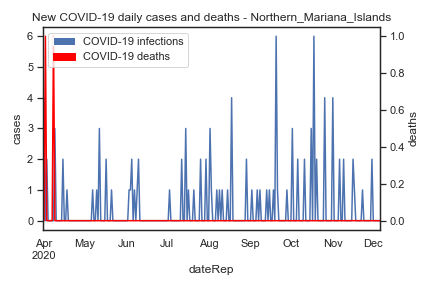 New COVID-19 daily cases and deaths - Northern_Mariana_Islands
COVID-19 infections
COVID-19 deaths
6
5
4
3
2
1
0
cases
1.0
0.8
0.6
0.4
0.2
0.0
deaths
Apr May Jun Jul Aug Sep Oct Nov Dec
2020
dateRep